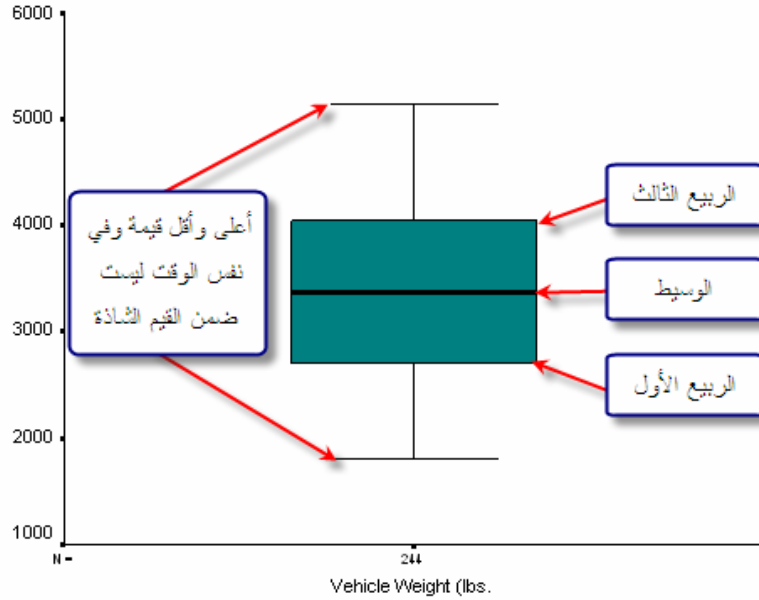 6000
5000
4000
3000
2000
1000
أعلى وأقل قيمة وفي
نفس الوقت ليست
ضمن القيم الشاذة
الربيع الثالث
الوسيط
الربيع الأول
N =
244
Vehicle Weight (lbs.